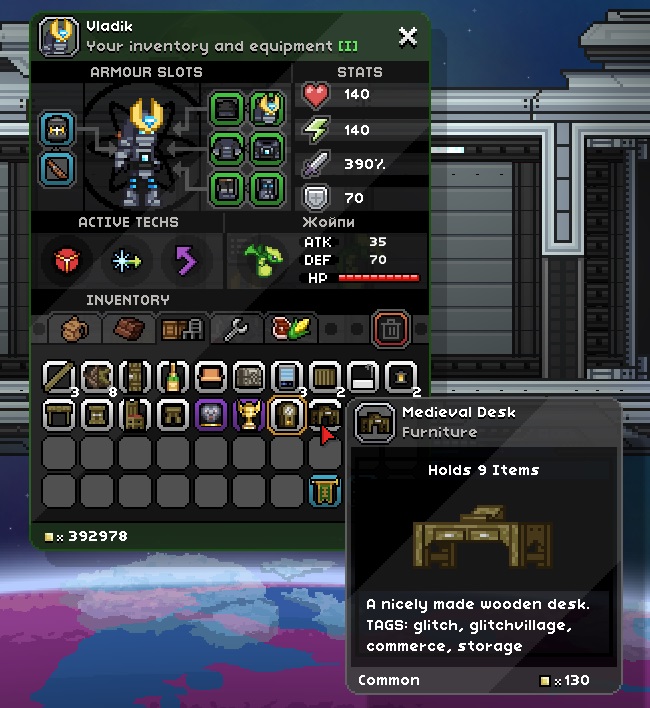 Vladik
Your inventory and equipment [I]
ARMOUR SLOTS
STATS
140
140
390%
70
ACTIVE TECHS
Жойпи
ATK 35
DEF 70
HP
INVENTORY
3 8 3 2 2
Medieval Desk
Furniture
Holds 9 Items
A nicely made wooden desk.
TAGS: glitch, glitchvillage,
commerce, storage
Common
x130
x 392978